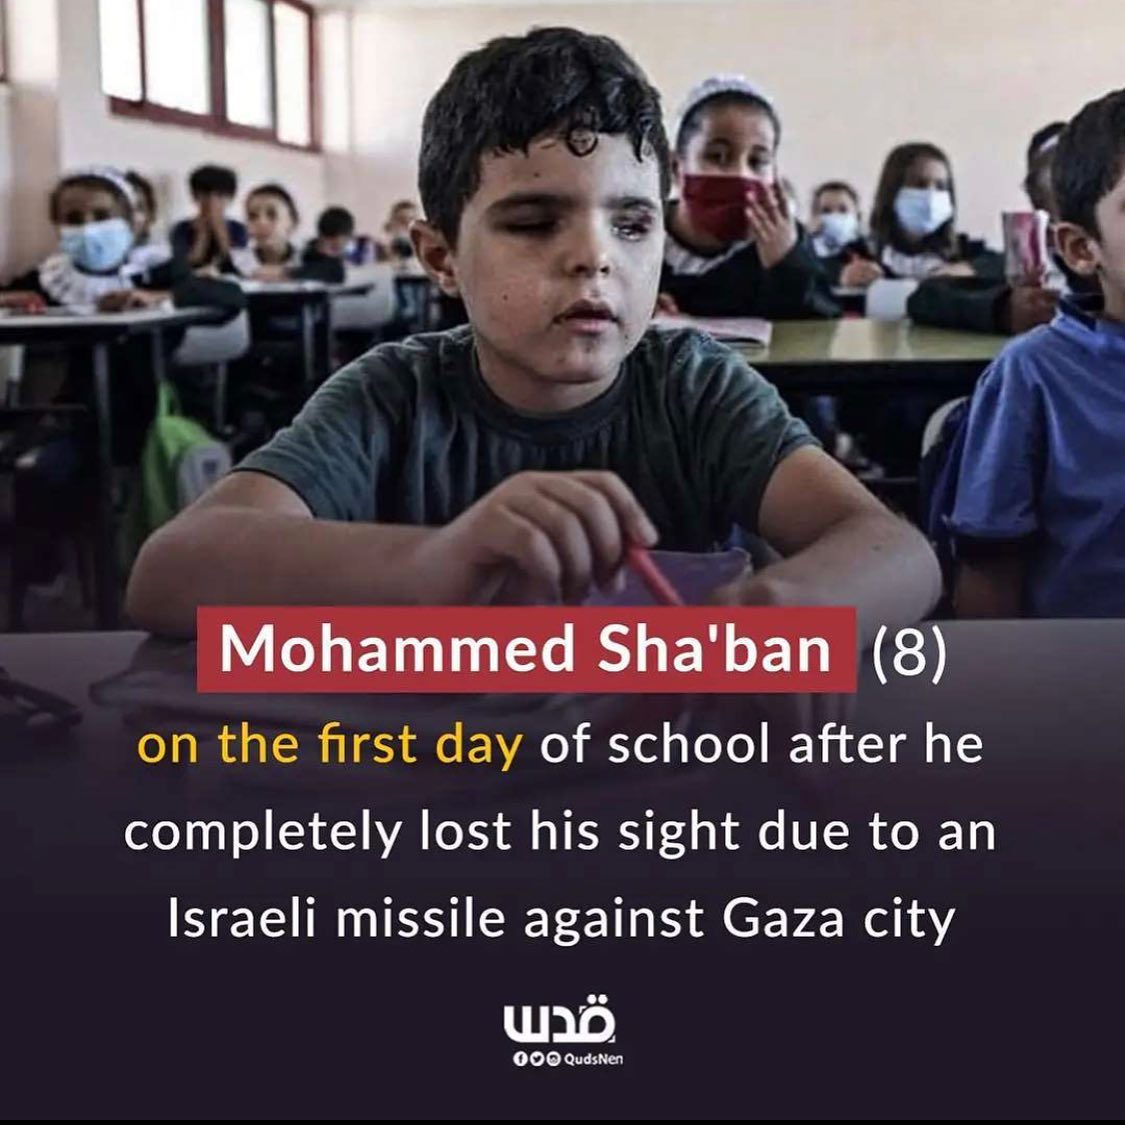 Mohammed Sha'ban (8)
on the first day of school after he
completely lost his sight due to an
Israeli missile against Gaza city
قدس
QudsNen